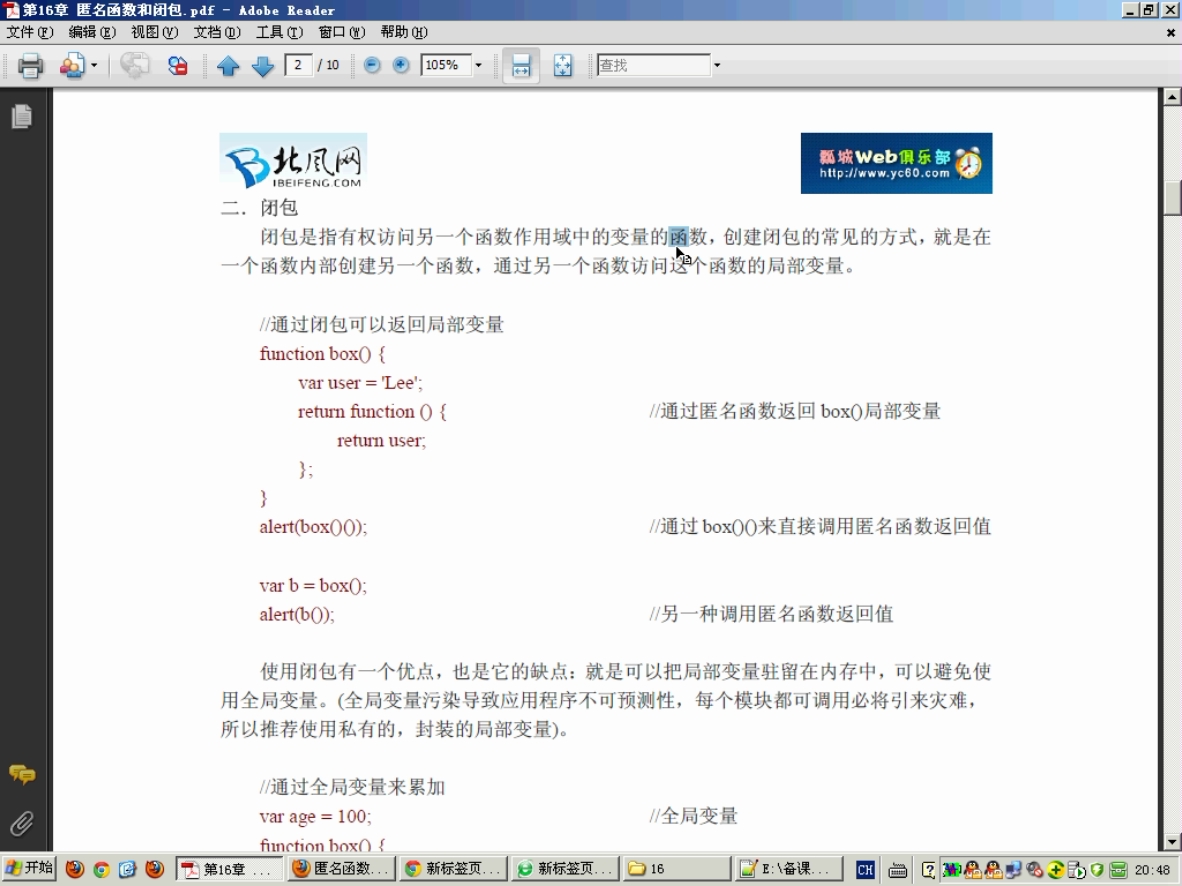 第16章 匿名函数和闭包.pdf - Adobe Reader
文件(F) 编辑(E) 视图(V) 文档(D) 工具(T) 窗口(W) 帮助(H)
2 / 10 105% 查找
北风网
IBEIFENG.COM
瓢城Web俱乐部
http://www.yc60.com
二．闭包
闭包是指有权访问另一个函数作用域中的变量的函数，创建闭包的常见的方式，就是在
一个函数内部创建另一个函数，通过另一个函数访问这个函数的局部变量。
//通过闭包可以返回局部变量
function box() {
var user = 'Lee';
return function () { //通过匿名函数返回 box()局部变量
return user;
};
}
alert(box()()); //通过 box()()来直接调用匿名函数返回值
var b = box();
alert(b()); //另一种调用匿名函数返回值
使用闭包有一个优点，也是它的缺点：就是可以把局部变量驻留在内存中，可以避免使
用全局变量。(全局变量污染导致应用程序不可预测性，每个模块都可调用必将引来灾难，
所以推荐使用私有的，封装的局部变量)。
//通过全局变量来累加
var age = 100; //全局变量
function box() {
开始 第16章 ... 匿名函数... 新标签页... 新标签页... 16 E:\备课... CH 20:48